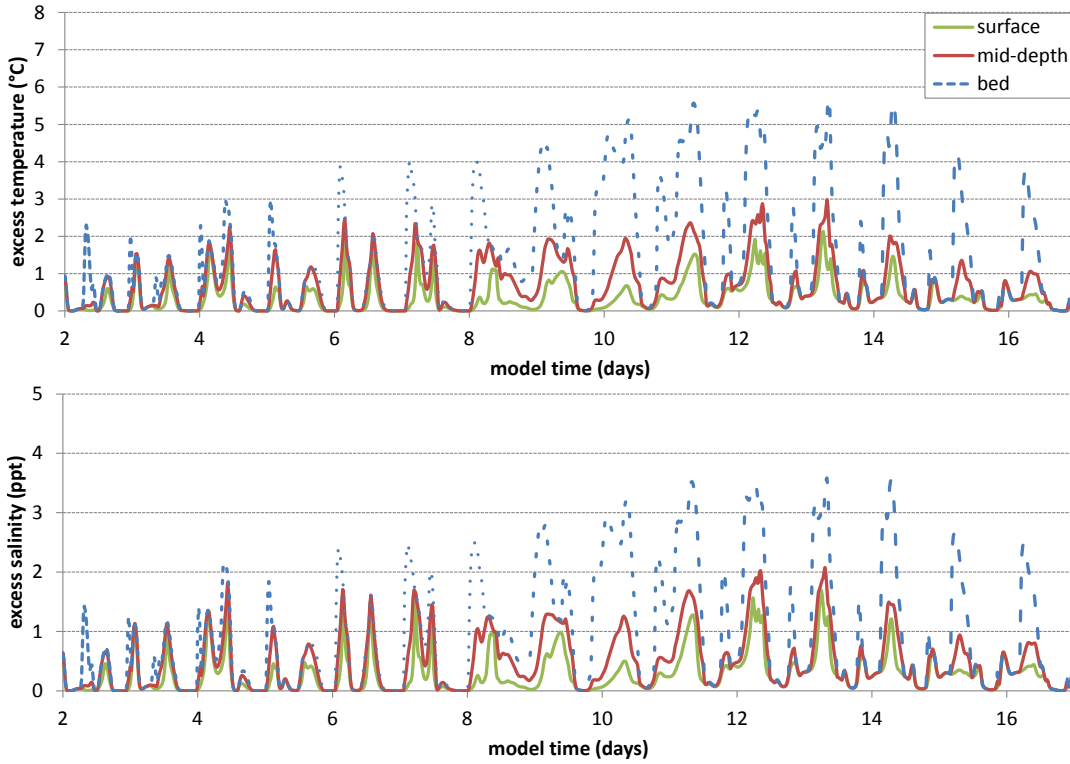 8
7
6
5
4
3
2
1
0
excess temperature (°C)
surface
mid-depth
bed
2 4 6 8 10 12 14 16
model time (days)
5
4
3
2
1
0
excess salinity (ppt)
2 4 6 8 10 12 14 16
model time (days)